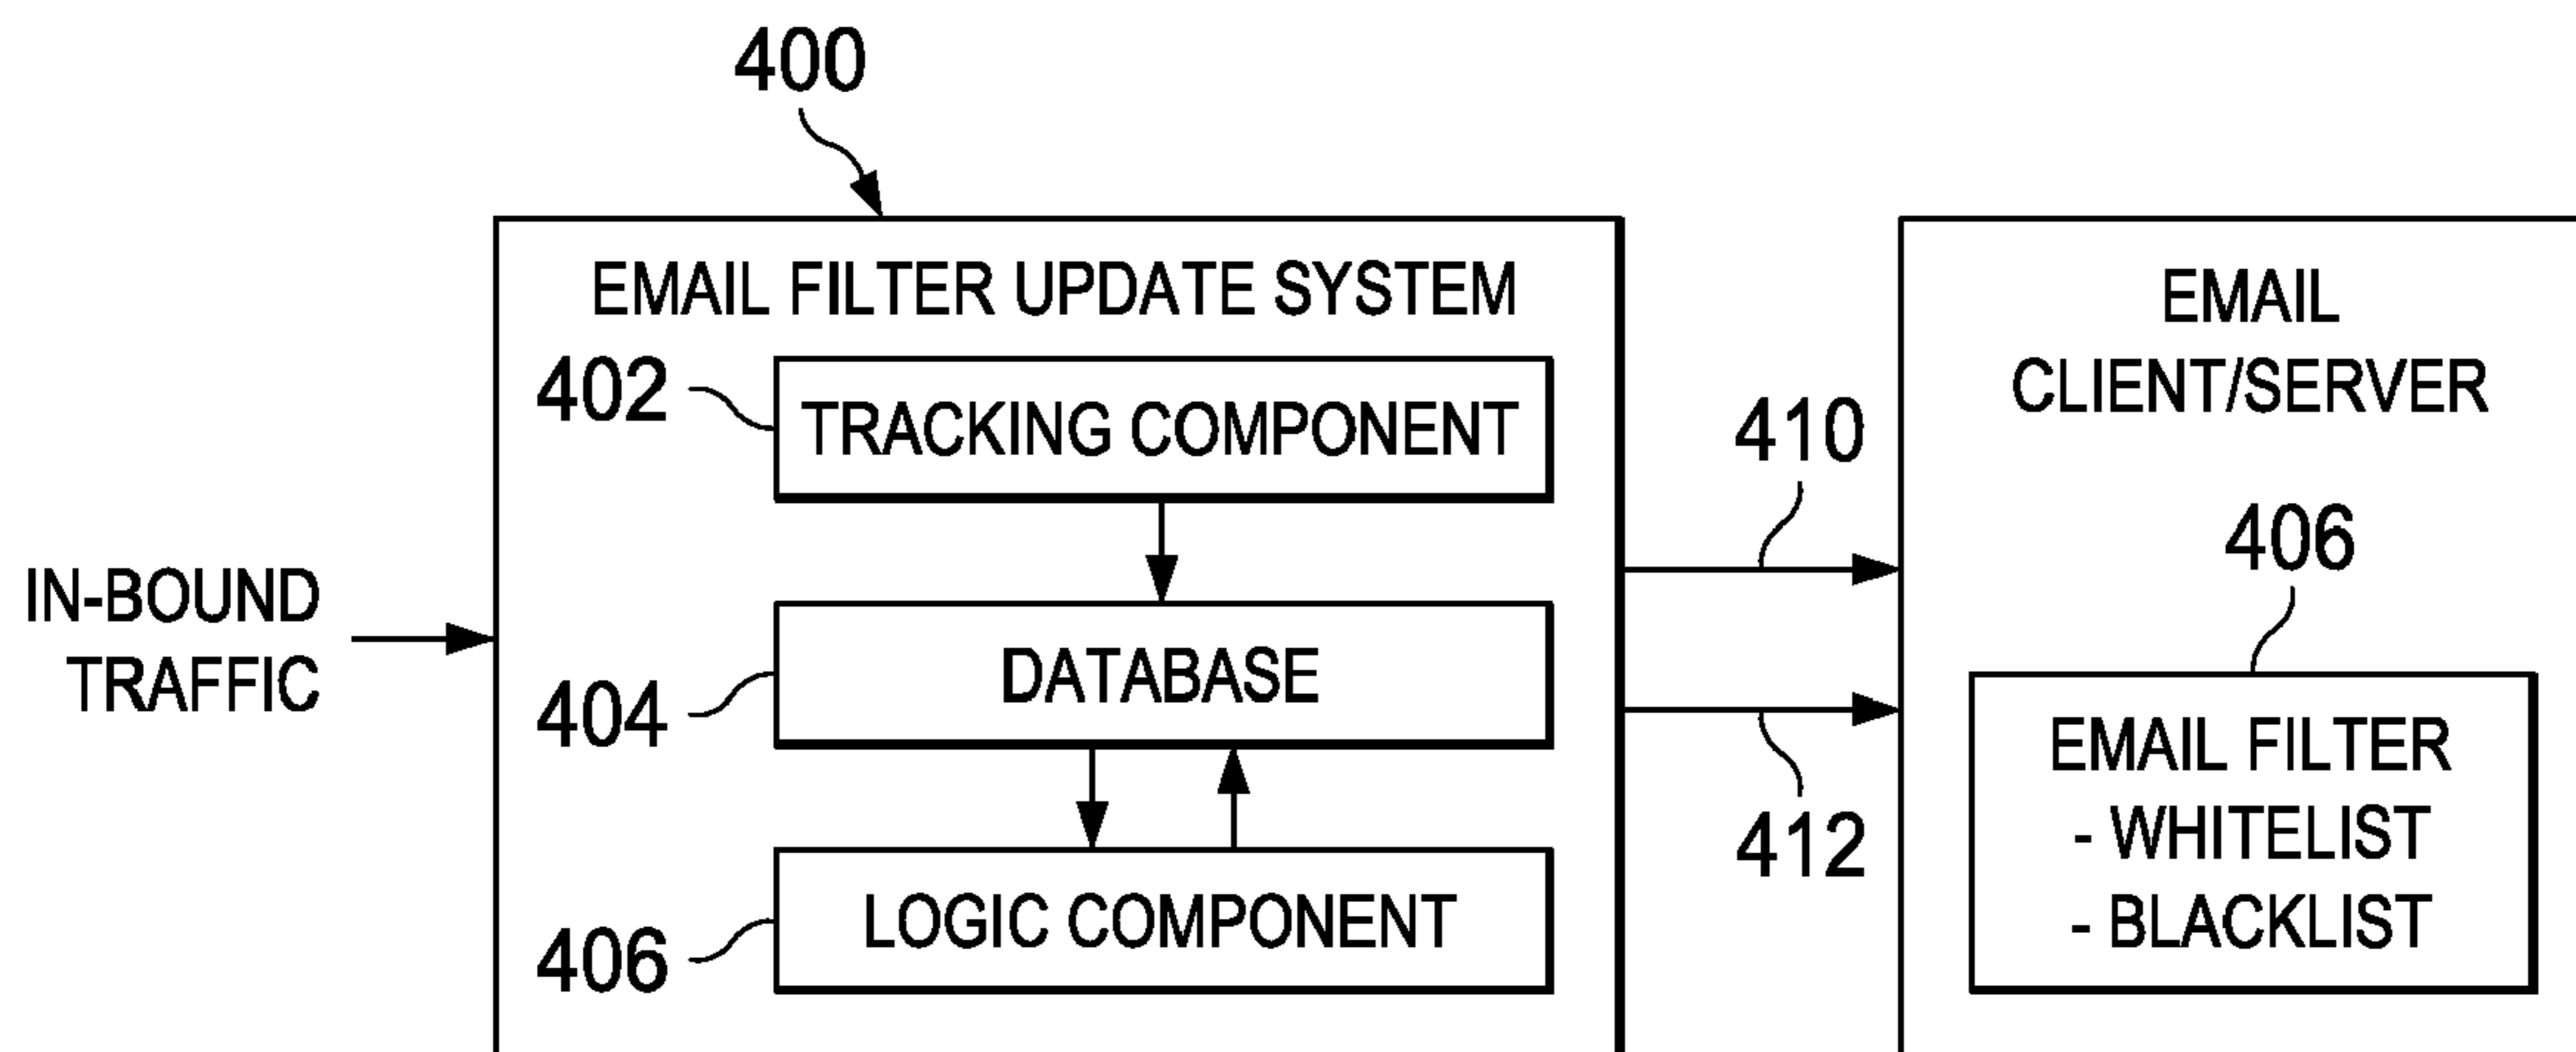 400
EMAIL FILTER UPDATE SYSTEM
402
TRACKING COMPONENT
IN-BOUND
TRAFFIC
404
DATABASE
406
LOGIC COMPONENT
410
412
EMAIL
CLIENT/SERVER
406
EMAIL FILTER
- WHITELIST
- BLACKLIST